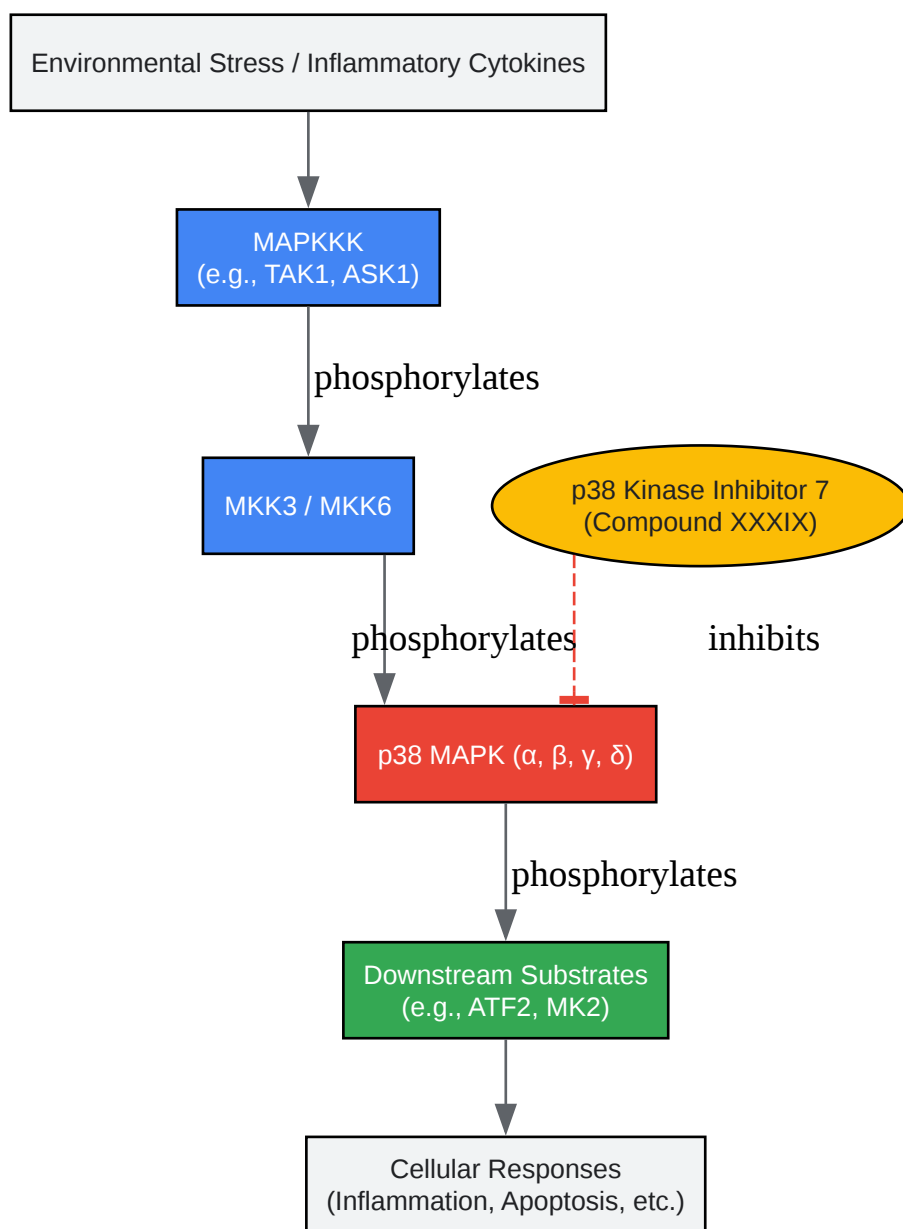 Environmental Stress / Inflammatory Cytokines
MAPKKK
(e.g., TAK1, ASK1)
phosphorylates
MKK3 / MKK6
p38 Kinase Inhibitor 7
(Compound XXXIX)
phosphorylates
inhibits
p38 MAPK (α, β, γ, δ)
phosphorylates
Downstream Substrates
(e.g., ATF2, MK2)
Cellular Responses
(Inflammation, Apoptosis, etc.)